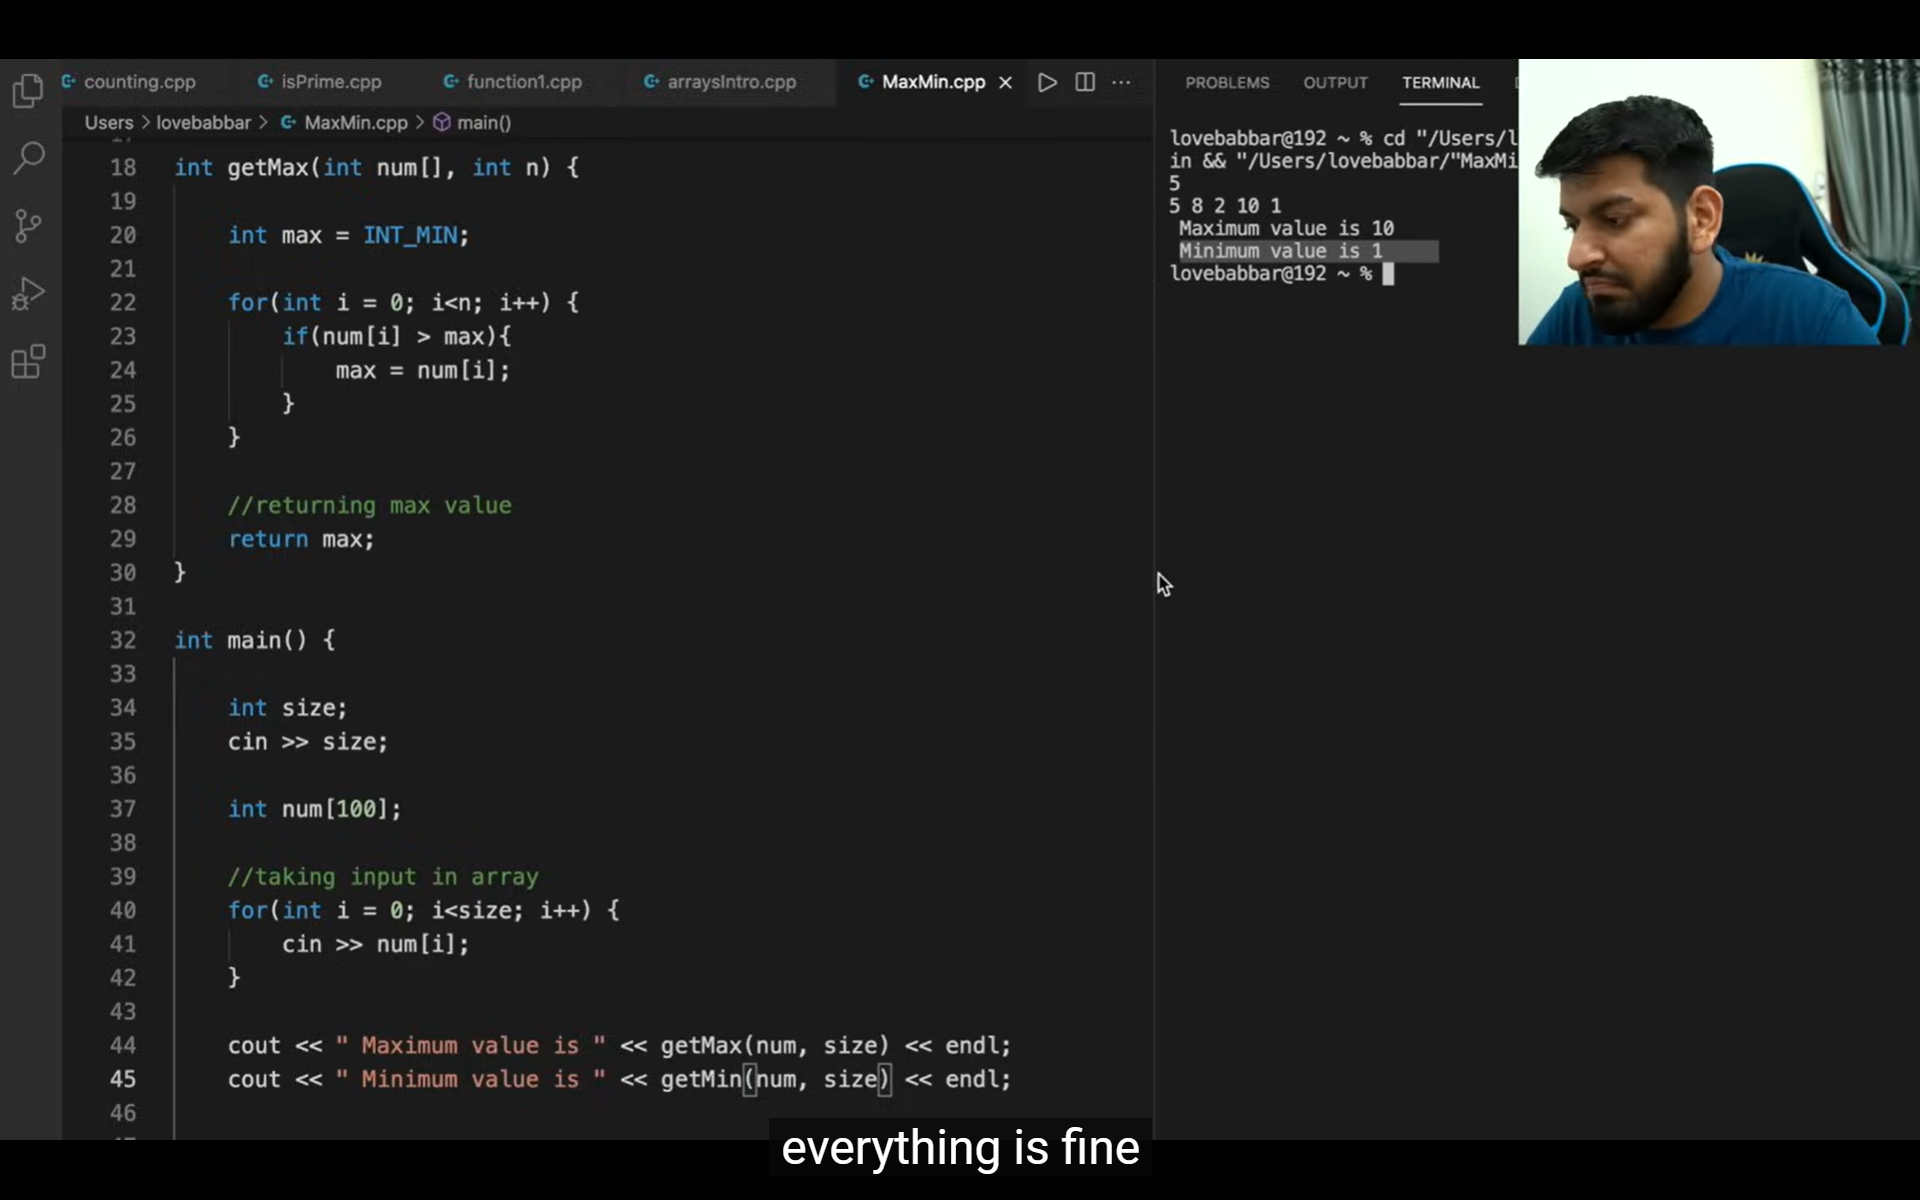 counting.cpp isPrime.cpp function1.cpp arraysIntro.cpp MaxMin.cpp
Users > lovebabbar > MaxMin.cpp > main()
18 int getMax(int num[], int n) {
19
20 int max = INT_MIN;
21
22 for(int i = 0; i<n; i++) {
23 if(num[i] > max){
24 max = num[i];
25 }
26 }
27
28 //returning max value
29 return max;
30 }
31
32 int main() {
33
34 int size;
35 cin >> size;
36
37 int num[100];
38
39 //taking input in array
40 for(int i = 0; i<size; i++) {
41 cin >> num[i];
42 }
43
44 cout << " Maximum value is " << getMax(num, size) << endl;
45 cout << " Minimum value is " << getMin(num, size) << endl;
46
PROBLEMS OUTPUT TERMINAL
lovebabbar@192 ~ % cd "/Users/l
in && "/Users/lovebabbar/"MaxMi
5
5 8 2 10 1
Maximum value is 10
Minimum value is 1
lovebabbar@192 ~ %
everything is fine